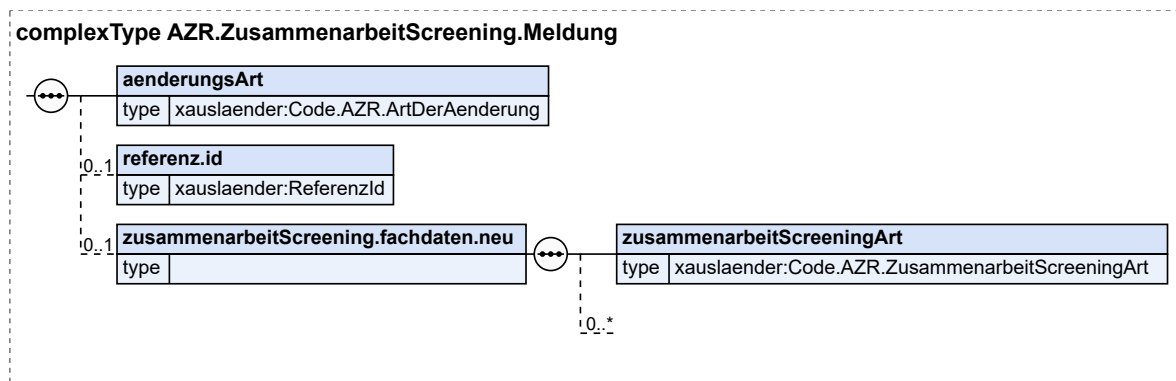 complexType AZR.ZusammenarbeitScreening.Meldung
aenderungsArt
type xauslaender:Code.AZR.ArtDerAenderung
0..1 referenz.id
type xauslaender:ReferenzId
0..1 zusammenarbeitScreening.fachdaten.neu
type
zusammenarbeitScreeningArt
type xauslaender:Code.AZR.ZusammenarbeitScreeningArt
0..*